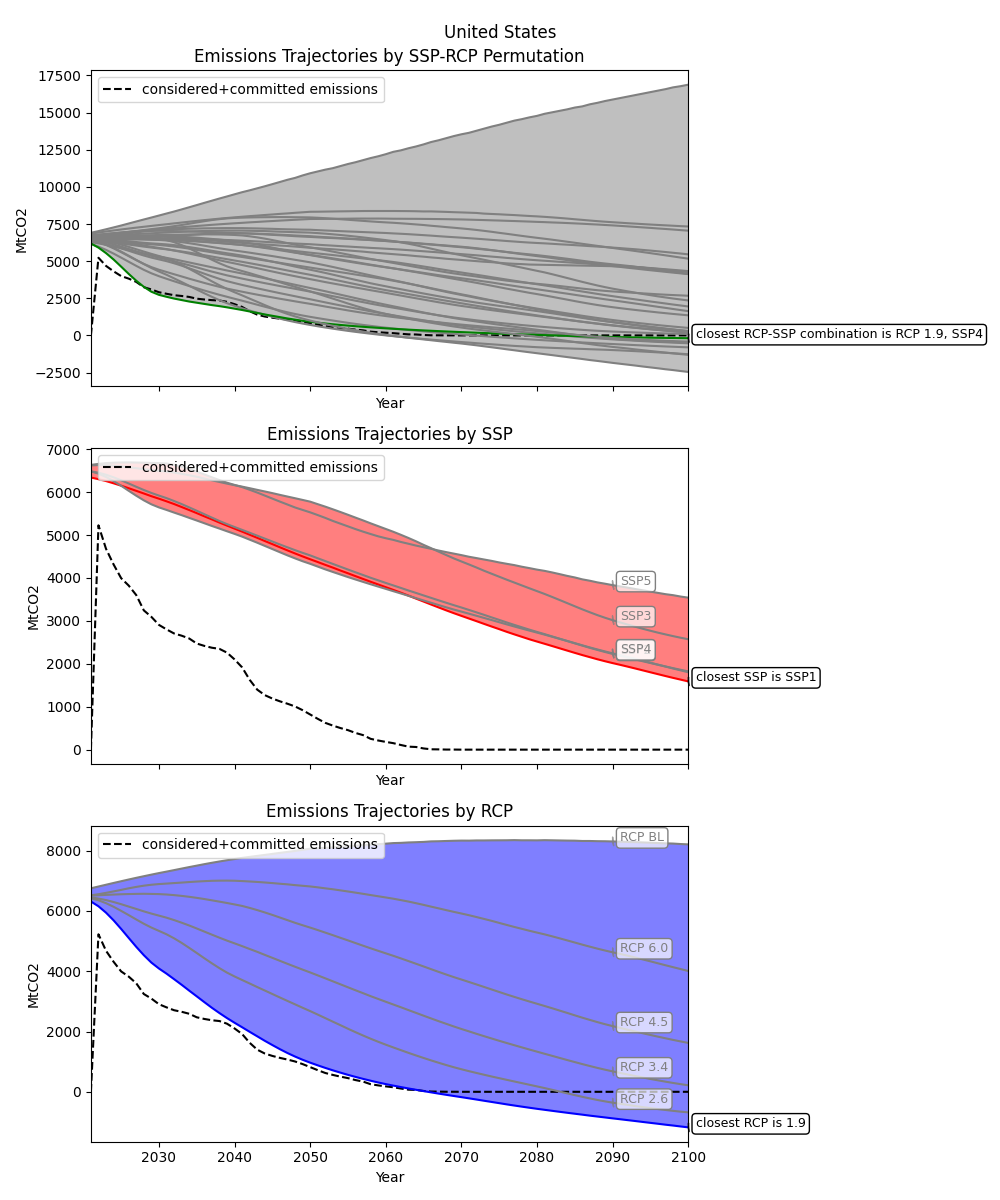 United States
Emissions Trajectories by SSP-RCP Permutation
considered+committed emissions
17500
15000
12500
10000
7500
5000
2500
0
−2500
MtCO2
Year
closest RCP-SSP combination is RCP 1.9, SSP4
Emissions Trajectories by SSP
considered+committed emissions
7000
6000
5000
4000
3000
2000
1000
0
MtCO2
SSP5
SSP3
SSP4
closest SSP is SSP1
Year
Emissions Trajectories by RCP
considered+committed emissions
8000
6000
4000
2000
0
MtCO2
RCP BL
RCP 6.0
RCP 4.5
RCP 3.4
RCP 2.6
closest RCP is 1.9
2030 2040 2050 2060 2070 2080 2090 2100
Year